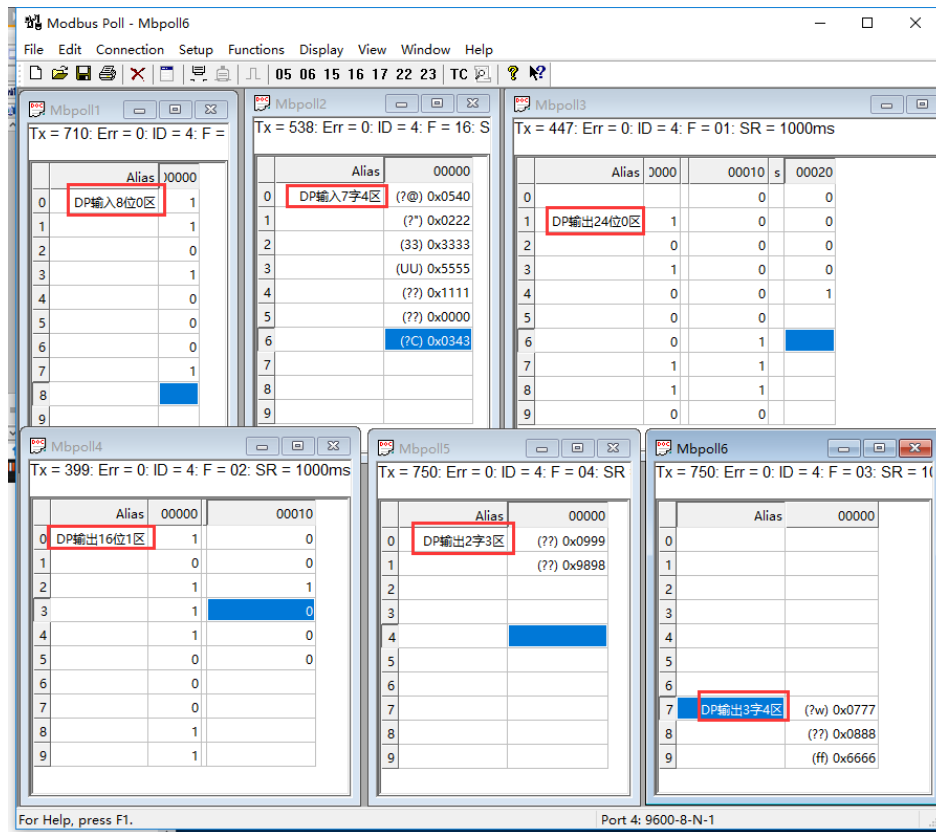 Modbus Poll - Mbpoll6
File Edit Connection Setup Functions Display View Window Help
05 06 15 16 17 22 23 TC
Mbpoll1
Tx = 710: Err = 0: ID = 4: F =
Alias 0000
0 DP输入8位0区 1
1 1
2 0
3 1
4 0
5 0
6 0
7 1
8
9
Mbpoll2
Tx = 538: Err = 0: ID = 4: F = 16: S
Alias 00000
0 DP输入7字4区 (?@) 0x0540
1 (?") 0x0222
2 (33) 0x3333
3 (UU) 0x5555
4 (??) 0x1111
5 (??) 0x0000
6 (?C) 0x0343
7
8
9
Mbpoll3
Tx = 447: Err = 0: ID = 4: F = 01: SR = 1000ms
Alias 0000 00010 s 00020
0 0 0
1 DP输出24位0区 1 0 0
2 0 0 0
3 1 0 0
4 0 0 1
5 0 0
6 0 1
7 1 1
8 1 1
9 0 0
Mbpoll4
Tx = 399: Err = 0: ID = 4: F = 02: SR = 1000ms
Alias 00000 00010
0 DP输出16位1区 1 0
1 0 0
2 1 1
3 1 0
4 1 0
5 0 0
6 0
7 0
8 1
9 1
Mbpoll5
Tx = 750: Err = 0: ID = 4: F = 04: SR
Alias 00000
0 DP输出2字3区 (??) 0x0999
1 (??) 0x9898
2
3
4
5
6
7
8
9
Mbpoll6
Tx = 750: Err = 0: ID = 4: F = 03: SR = 10
Alias 00000
0
1
2
3
4
5
6
7 DP输出3字4区 (?w) 0x0777
8 (??) 0x0888
9 (ff) 0x6666
For Help, press F1. Port 4: 9600-8-N-1